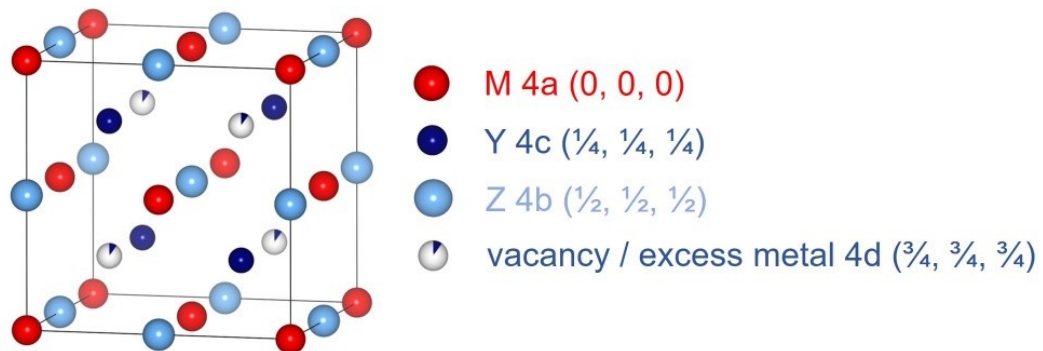 M 4a (0, 0, 0)
Y 4c (¼, ¼, ¼)
Z 4b (½, ½, ½)
vacancy / excess metal 4d (¾, ¾, ¾)